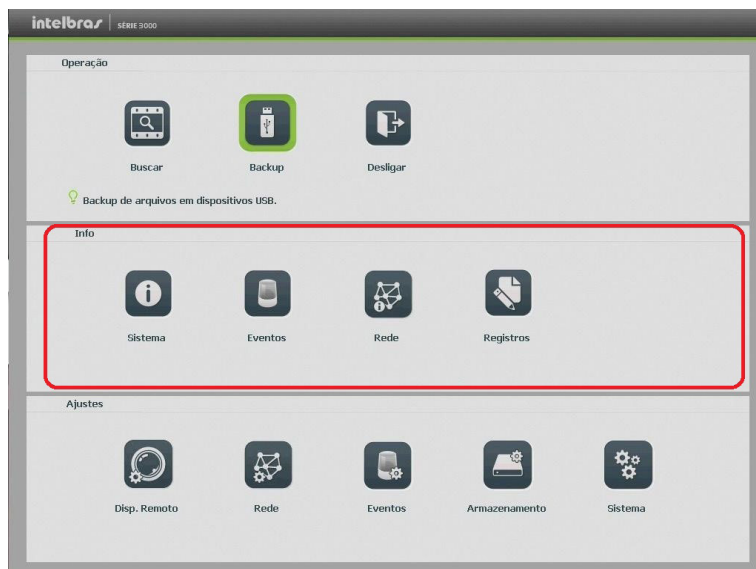 intelbras SÉRIE 3000
Operação
Buscar Backup Desligar
Backup de arquivos em dispositivos USB.
Info
Sistema Eventos Rede Registros
Ajustes
Disp. Remoto Rede Eventos Armazenamento Sistema